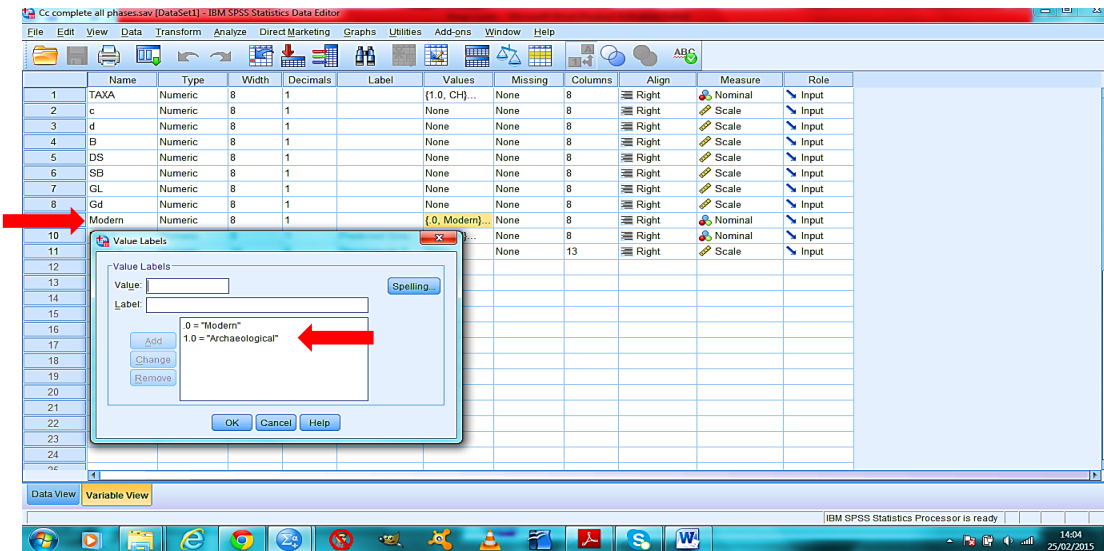 Cc complete all phases.sav [DataSet1] - IBM SPSS Statistics Data Editor
File Edit View Data Transform Analyze Direct Marketing Graphs Utilities Add-ons Window Help
Name Type Width Decimals Label Values Missing Columns Align Measure Role
1 TAXA Numeric 8 1 {1.0, CH}... None 8 Right Nominal Input
2 c Numeric 8 1 None None 8 Right Scale Input
3 d Numeric 8 1 None None 8 Right Scale Input
4 B Numeric 8 1 None None 8 Right Scale Input
5 DS Numeric 8 1 None None 8 Right Scale Input
6 SB Numeric 8 1 None None 8 Right Scale Input
7 GL Numeric 8 1 None None 8 Right Scale Input
8 Gd Numeric 8 1 None None 8 Right Scale Input
Modern Numeric 8 1 {.0, Modern}... None 8 Right Nominal Input
10 None 8 Right Nominal Input
11 None 13 Right Scale Input
12
13
14
15
16
17
18
19
20
21
22
23
24
Value Labels
Value Labels
Value:
Spelling...
Label:
.0 = "Modern"
1.0 = "Archaeological"
Add
Change
Remove
OK Cancel Help
Data View Variable View
IBM SPSS Statistics Processor is ready
14:04
25/02/2015